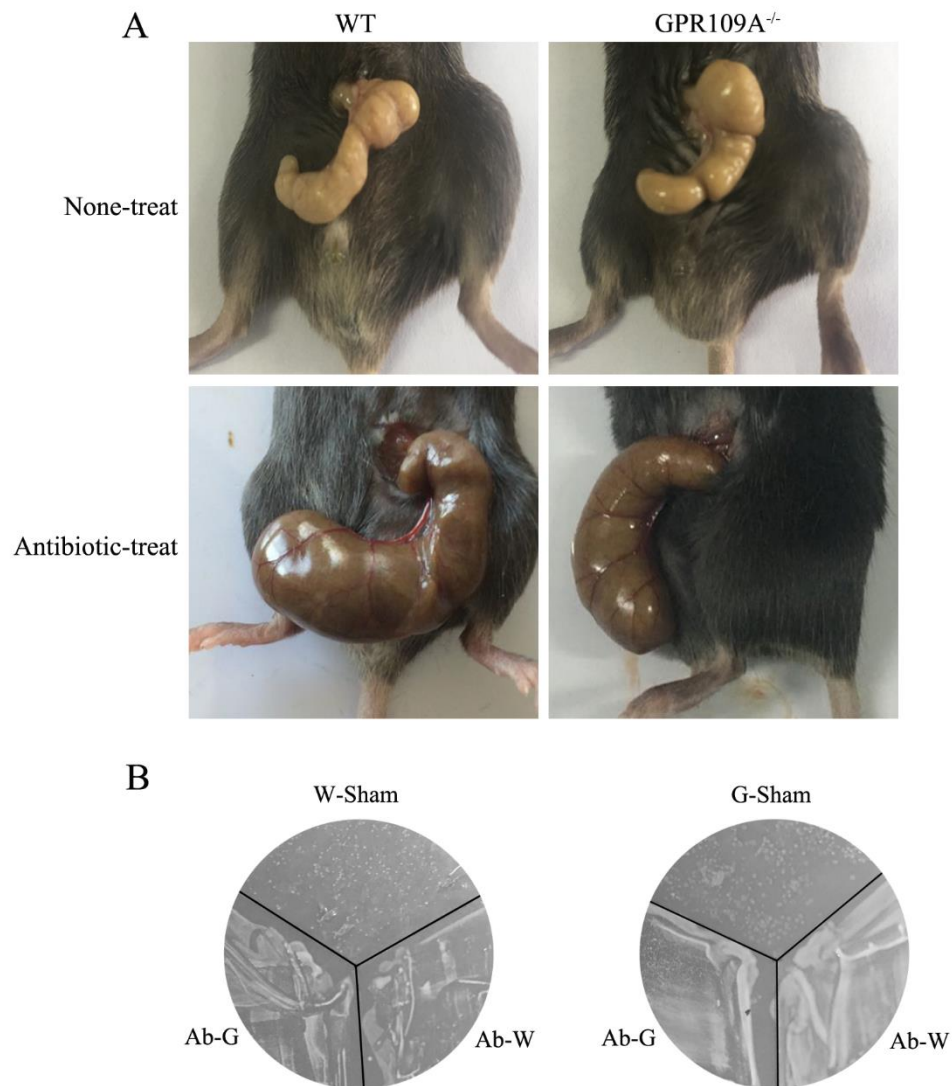 A
WT
GPR109A⁻/⁻
None-treat
Antibiotic-treat
B
W-Sham
G-Sham
Ab-G
Ab-W
Ab-G
Ab-W